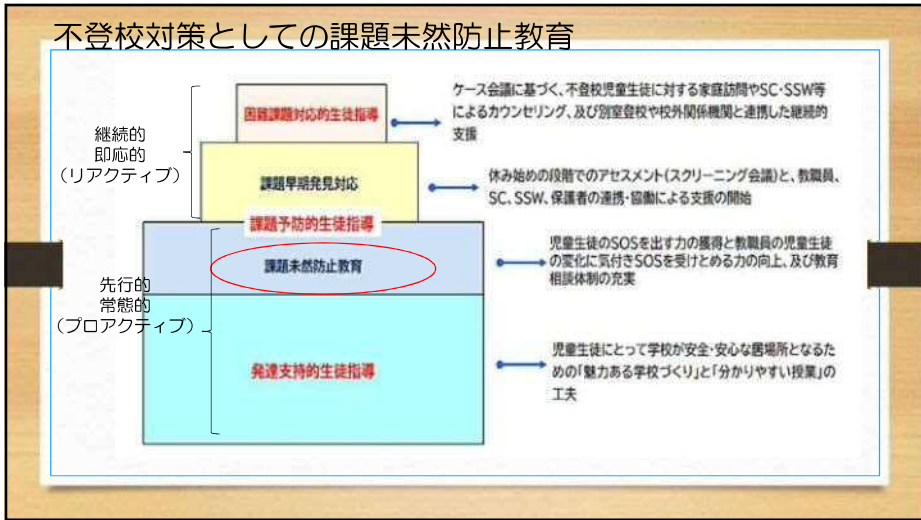 不登校対策としての課題未然防止教育
困難課題対応的生徒指導
ケース会議に基づく、不登校児童生徒に対する家庭訪問やSC・SSW等
によるカウンセリング、及び別室登校や校外関係機関と連携した継続的
支援
継続的
即応的
（リアクティブ）
課題早期発見対応
休み始めの段階でのアセスメント(スクリーニング会議)と、教職員、
SC、SSW、保護者の連携・協働による支援の開始
課題予防的生徒指導
課題未然防止教育
児童生徒のSOSを出す力の獲得と教職員の児童生徒
の変化に気付きSOSを受けとめる力の向上、及び教育
相談体制の充実
先行的
常態的
（プロアクティブ）
発達支持的生徒指導
児童生徒にとって学校が安全・安心な居場所となるた
めの「魅力ある学校づくり」と「分かりやすい授業」の
工夫